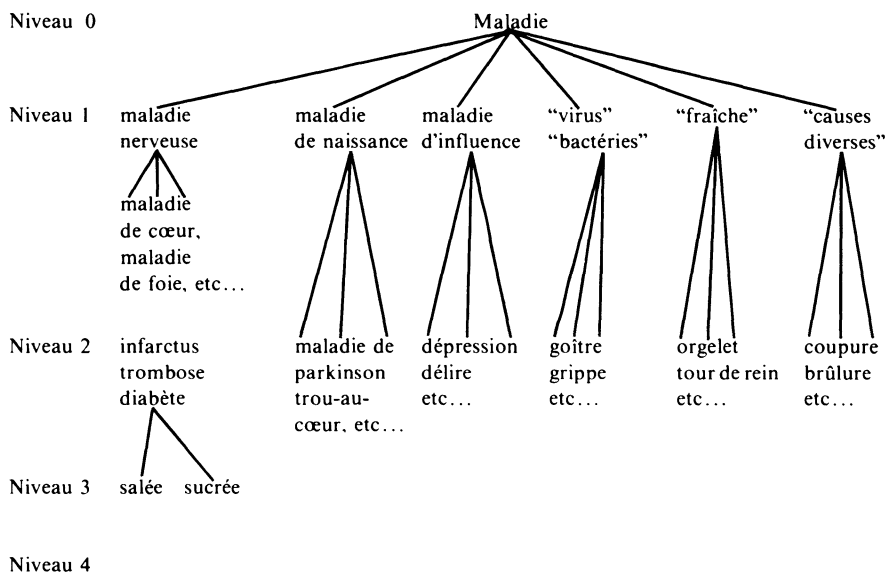 Niveau 0 Maladie
Niveau 1 maladie maladie maladie “virus” “fraîche” “causes
nerveuse de naissance d'influence “bactéries” diverses”
maladie
de cœur,
maladie
de foie, etc...
Niveau 2 infarctus maladie de dépression goître orgelet coupure
trombose parkinson délire grippe tour de rein brûlure
diabète trou-au- etc... etc... etc... etc...
cœur, etc...
Niveau 3 salée sucrée
Niveau 4